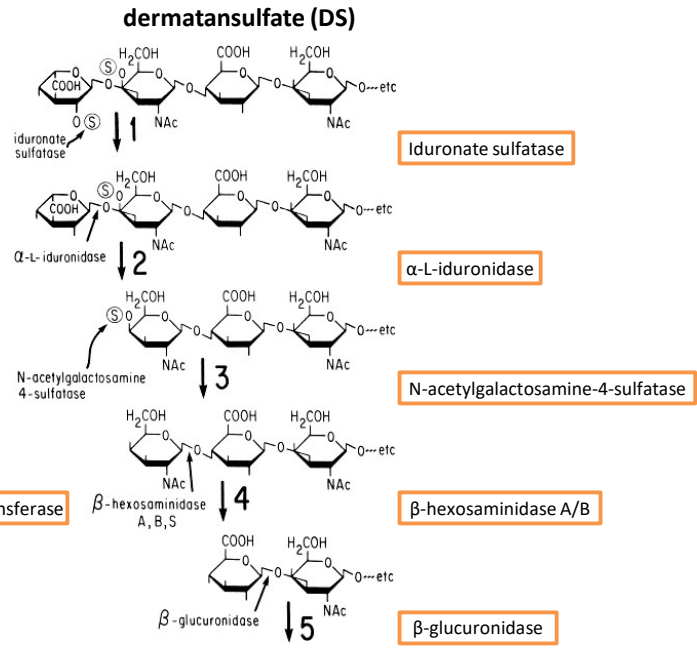 dermatansulfate (DS)
H₂COH COOH H₂COH
S O O O O
COOH O O O O---etc
O S NAc NAc
iduronate
sulfatase
1
Iduronate sulfatase
H₂COH COOH H₂COH
S O O O O
COOH O O O O---etc
NAc NAc
α-L-iduronidase
2
α-L-iduronidase
H₂COH COOH H₂COH
S O O O O
O O O---etc
NAc NAc
N-acetylgalactosamine
4-sulfatase
3
N-acetylgalactosamine-4-sulfatase
H₂COH COOH H₂COH
O O O
O O O---etc
NAc NAc
nsferase
β-hexosaminidase
A, B, S
4
β-hexosaminidase A/B
COOH H₂COH
O O
O O---etc
NAc
β-glucuronidase
5
β-glucuronidase